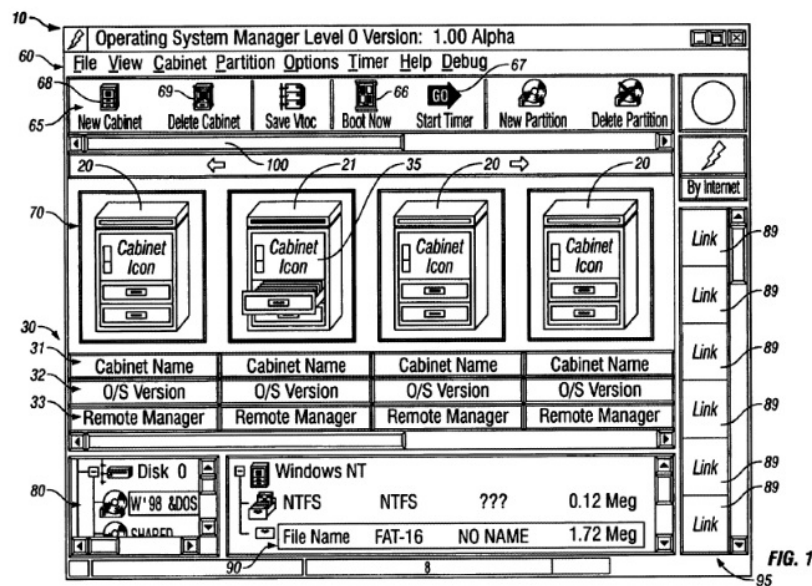 10
Operating System Manager Level 0 Version: 1.00 Alpha
60
File View Cabinet Partition Options Timer Help Debug
68
69
66
GO
67
65
New Cabinet
Delete Cabinet
Save Vtoc
Boot Now
Start Timer
New Partition
Delete Partition
20
100
21
35
20
20
By Internet
70
Cabinet Icon
Cabinet Icon
Cabinet Icon
Cabinet Icon
Link
89
Link
89
Link
89
Link
89
Link
89
Link
89
30
31
Cabinet Name Cabinet Name Cabinet Name Cabinet Name
32
O/S Version O/S Version O/S Version O/S Version
33
Remote Manager Remote Manager Remote Manager Remote Manager
80
Disk 0
W'98 &DOS
SHARED
Windows NT
NTFS NTFS ??? 0.12 Meg
File Name FAT-16 NO NAME 1.72 Meg
90
8
95
FIG. 1